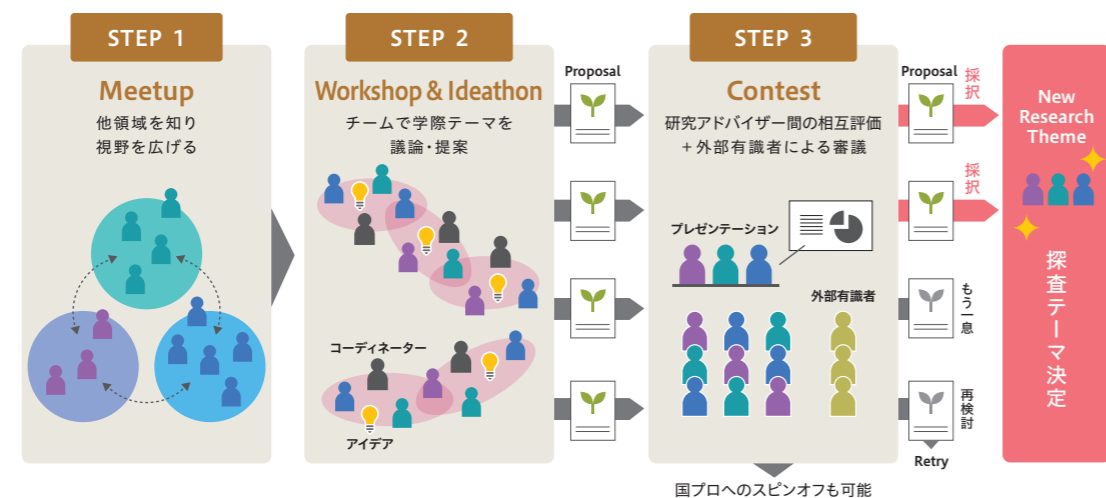 STEP 1
Meetup
他領域を知り
視野を広げる
STEP 2
Workshop & Ideathon
チームで学際テーマを
議論・提案
コーディネーター
アイデア
Proposal
STEP 3
Contest
研究アドバイザー間の相互評価
+ 外部有識者による審議
プレゼンテーション
外部有識者
国プロへのスピンオフも可能
Proposal
採択
採択
もう一息
再検討
Retry
New
Research
Theme
探査テーマ決定